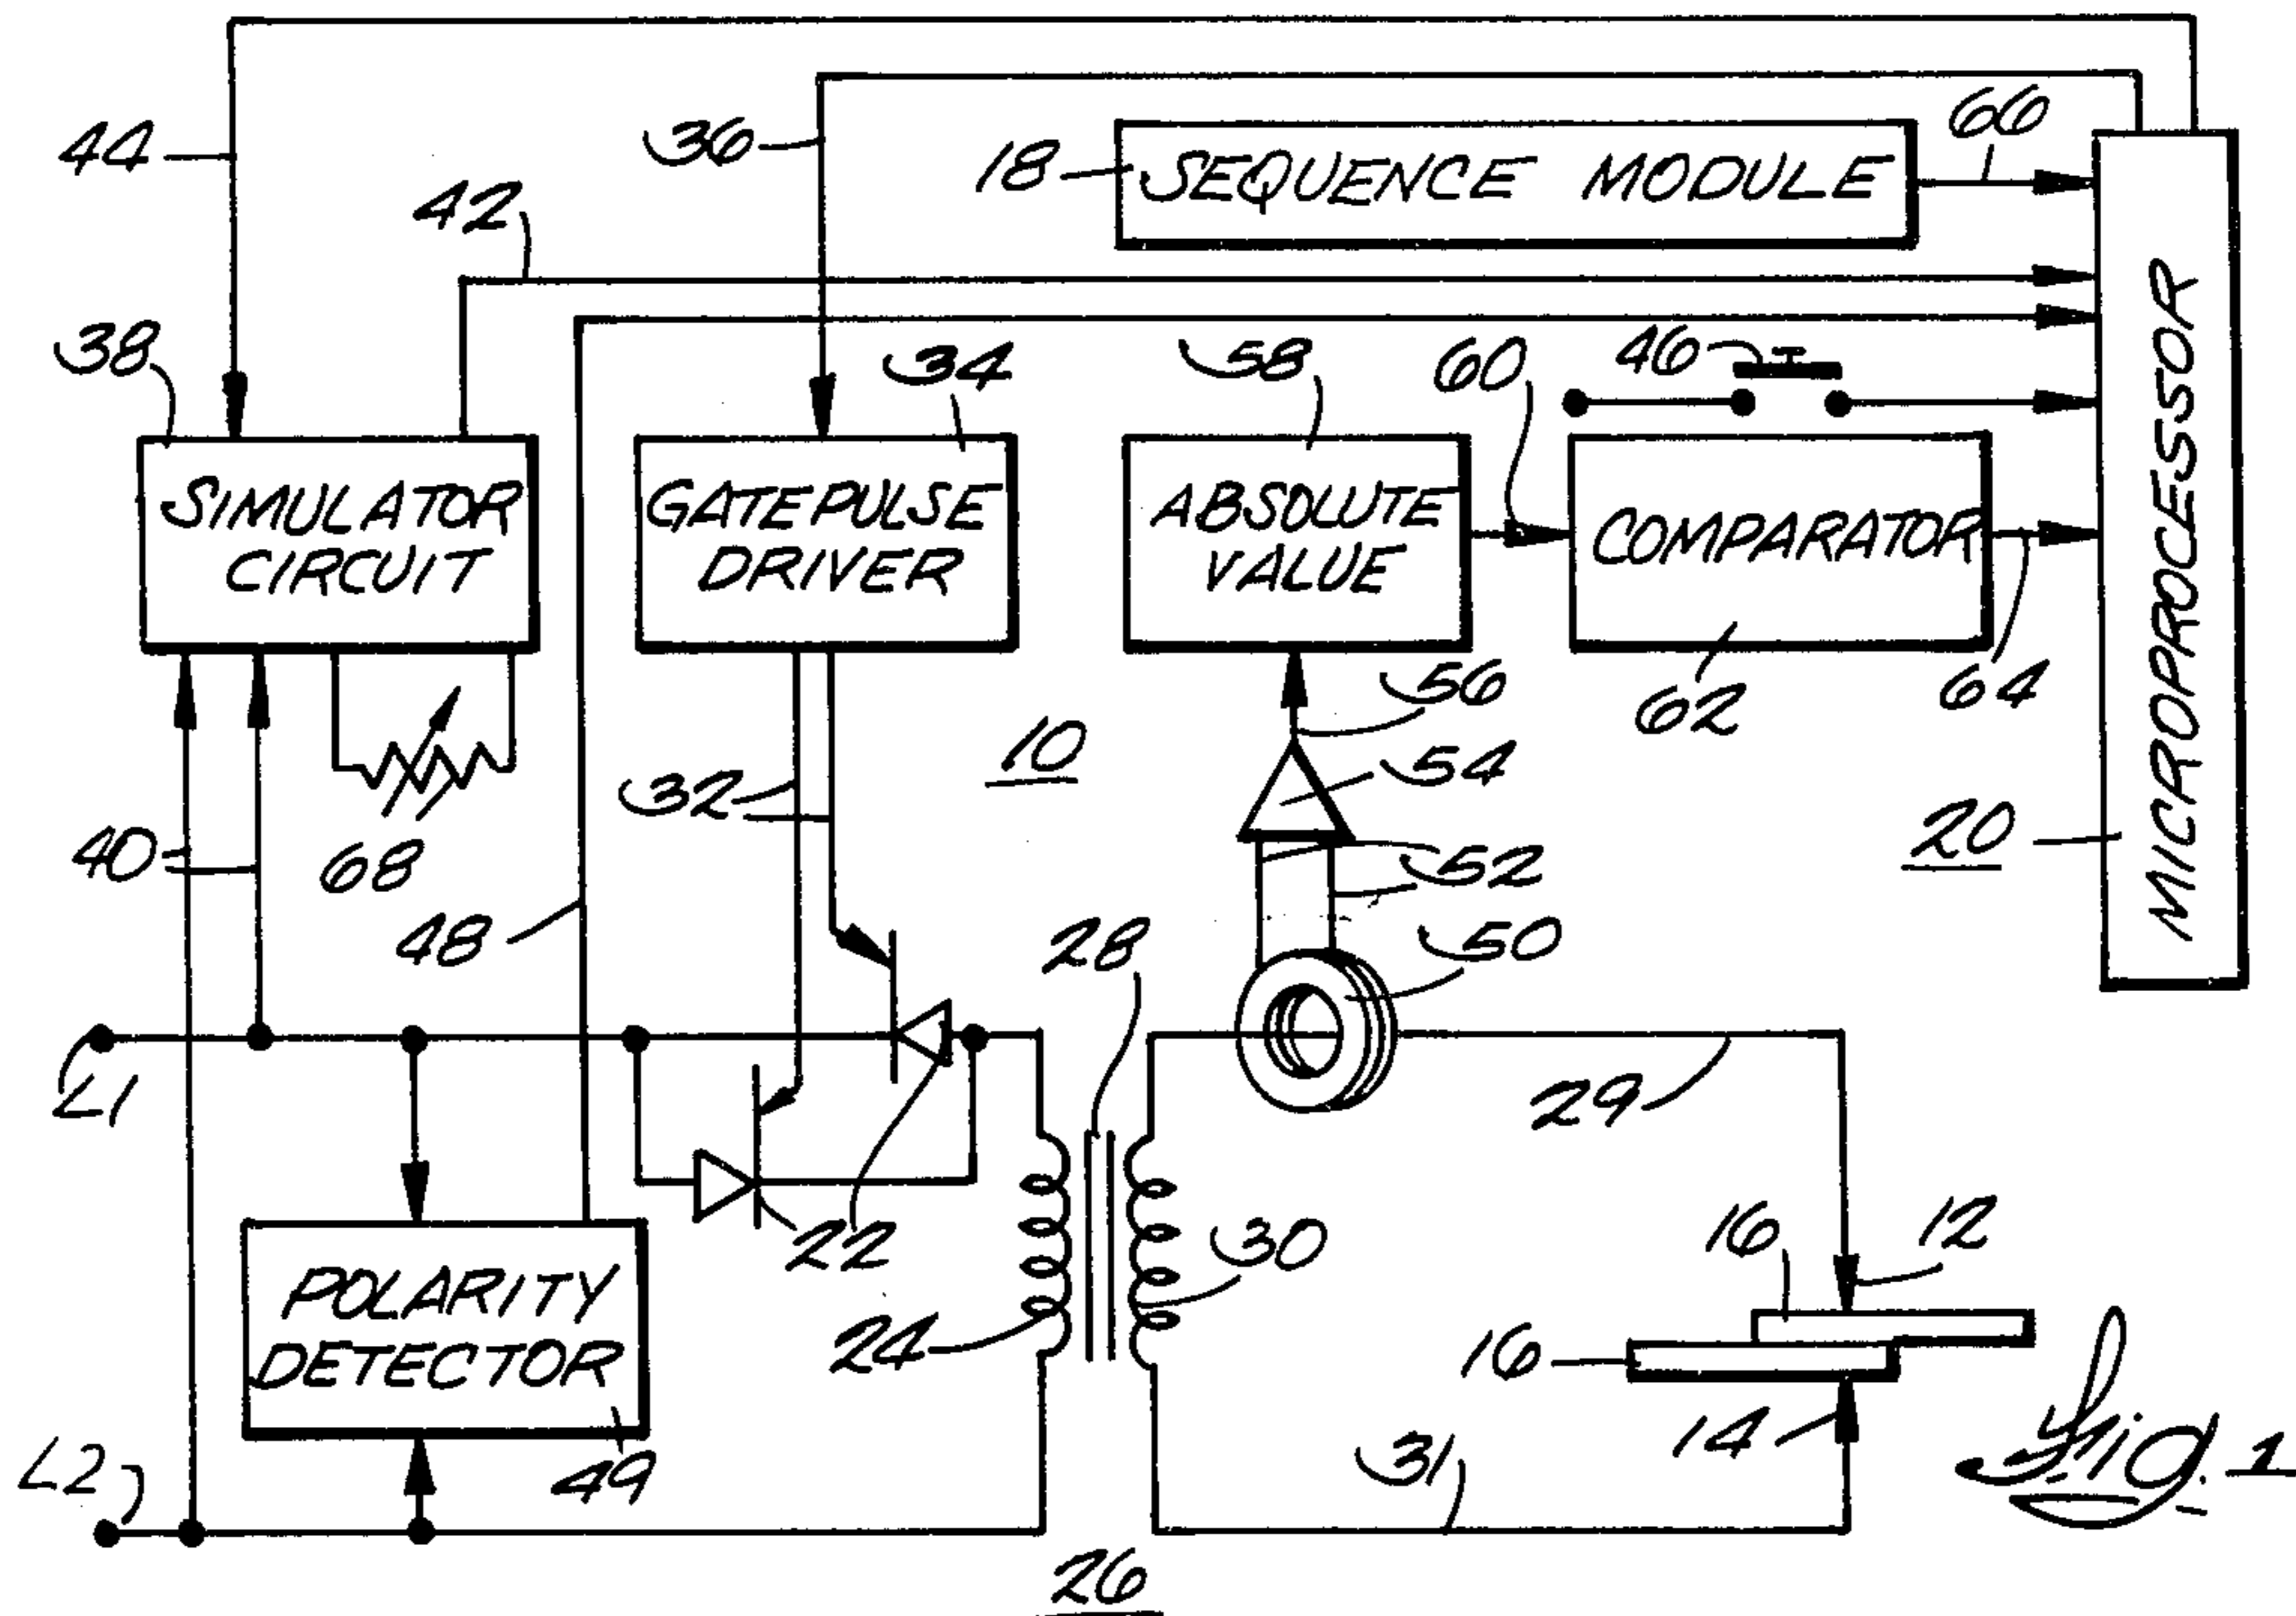 66
44
36
18
SEQUENCE MODULE
42
38
34
58
60
46
SIMULATOR
CIRCUIT
GATE PULSE
DRIVER
ABSOLUTE
VALUE
COMPARATOR
MICROPROCESSOR
56
62
64
10
54
32
40
68
20
52
48
28
50
L1
29
22
16
12
30
POLARITY
DETECTOR
24
16
14
L2
49
31
Fig. 1
26